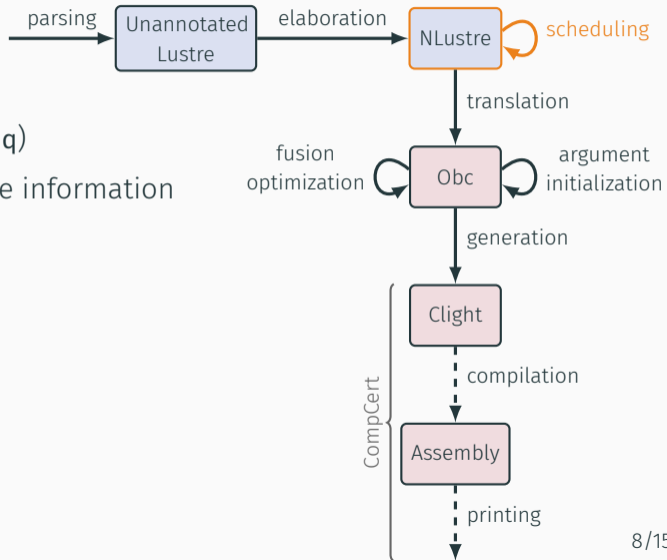 parsing
Unannotated
Lustre
elaboration
NLustre
scheduling
translation
q)
e information
fusion
optimization
Obc
argument
initialization
generation
Clight
compilation
CompCert
Assembly
printing
8/15